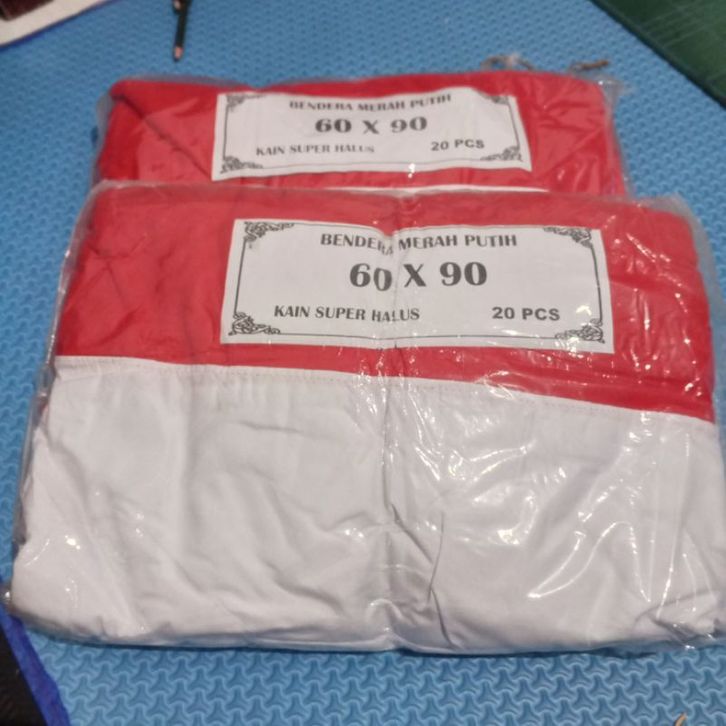 BENDERA MERAH PUTIH
60 X 90
KAIN SUPER HALUS 20 PCS
BENDERA MERAH PUTIH
60 X 90
KAIN SUPER HALUS 20 PCS